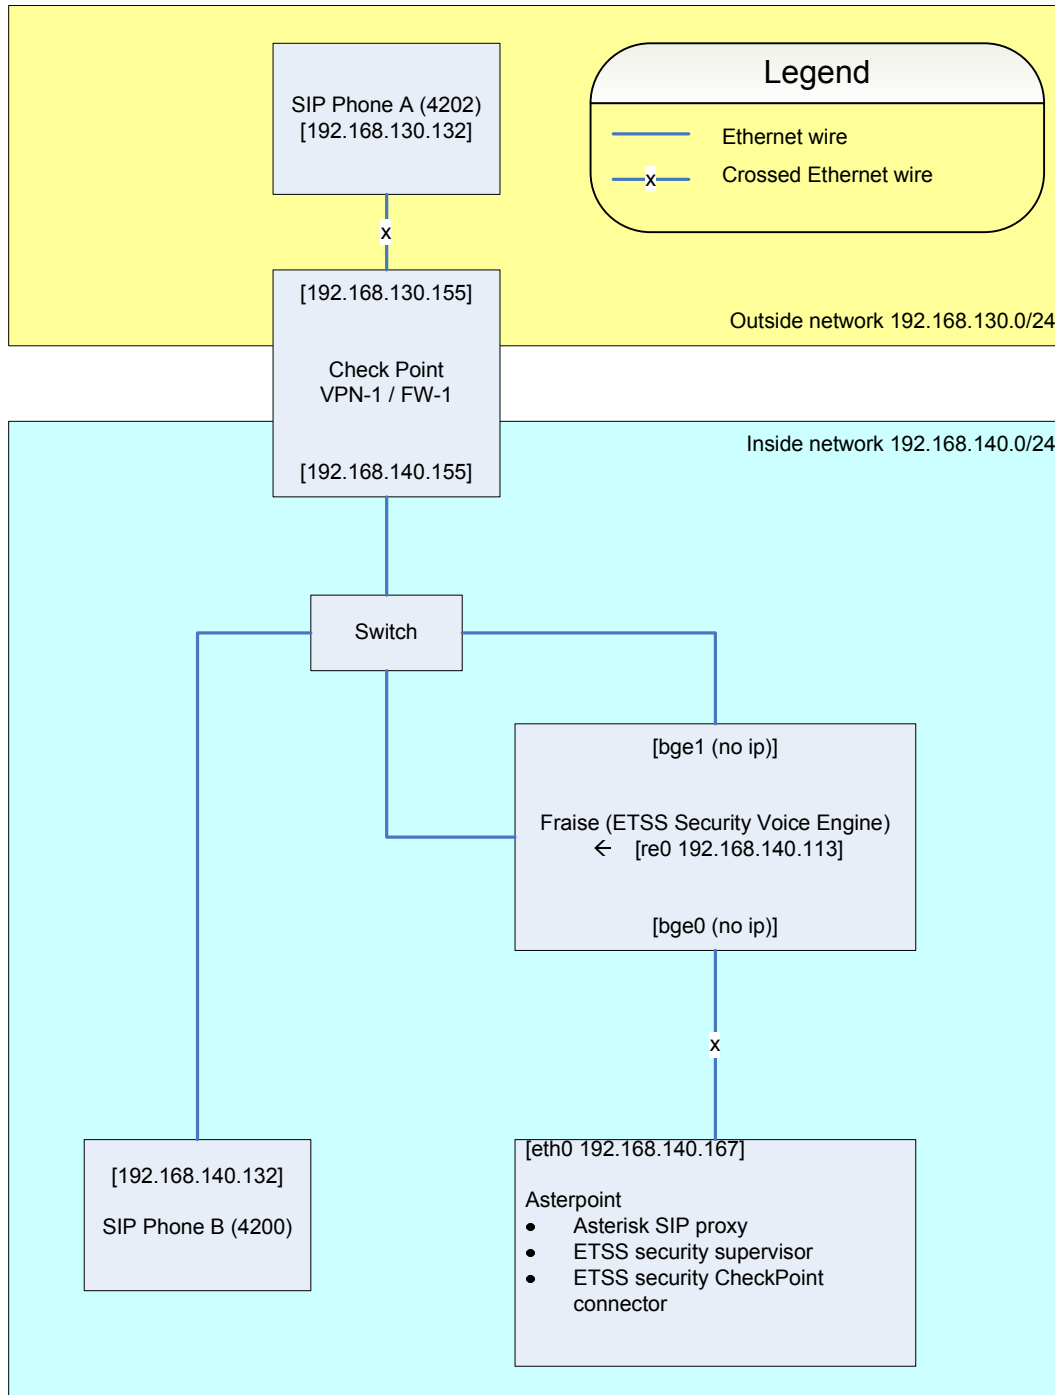 SIP Phone A (4202)
[192.168.130.132]
Legend
Ethernet wire
x Crossed Ethernet wire
x
[192.168.130.155]
Check Point
VPN-1 / FW-1
Outside network 192.168.130.0/24
Inside network 192.168.140.0/24
[192.168.140.155]
Switch
[bge1 (no ip)]
Fraise (ETSS Security Voice Engine)
← [re0 192.168.140.113]
[bge0 (no ip)]
x
[192.168.140.132]
SIP Phone B (4200)
[eth0 192.168.140.167]
Asterpoint
● Asterisk SIP proxy
● ETSS security supervisor
● ETSS security CheckPoint
connector